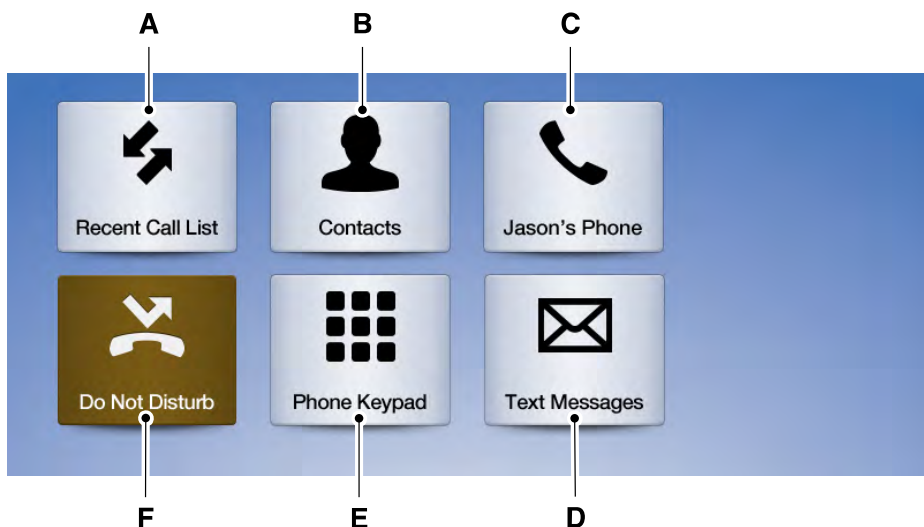 A B C
Recent Call List Contacts Jason's Phone
Do Not Disturb Phone Keypad Text Messages
F E D